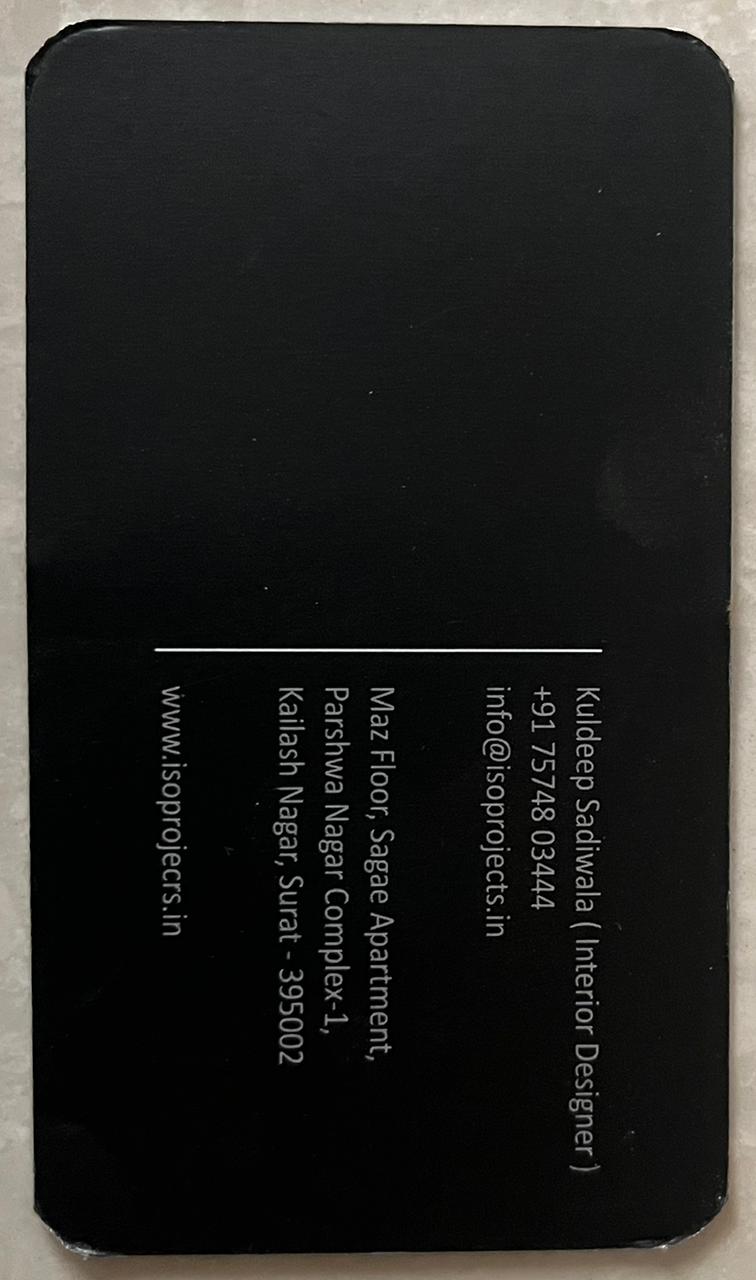 Kuldeep Sadiwala ( Interior Designer )
+91 75748 03444
info@isoprojects.in
Maz Floor, Sagae Apartment,
Parshwa Nagar Complex-1,
Kailash Nagar, Surat - 395002
www.isoprojecrs.in